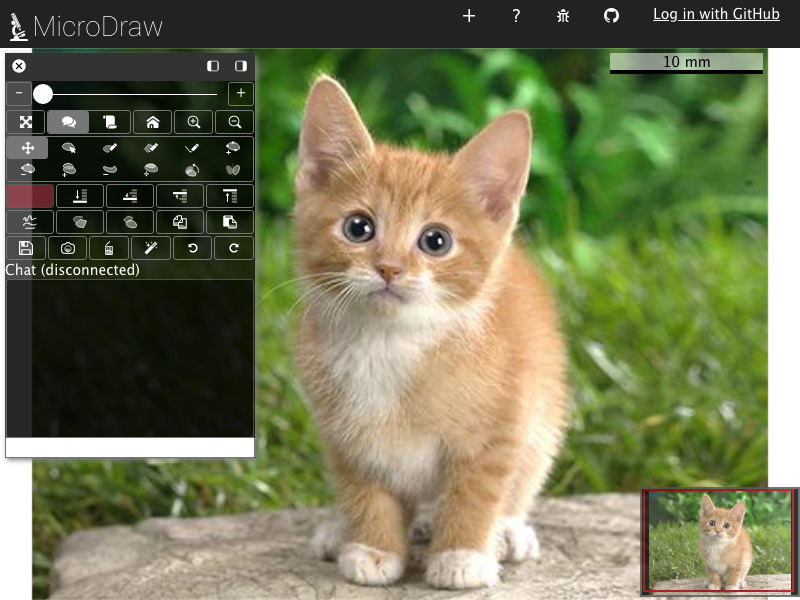 MicroDraw
+
?
Log in with GitHub
10 mm
−
+
Chat (disconnected)